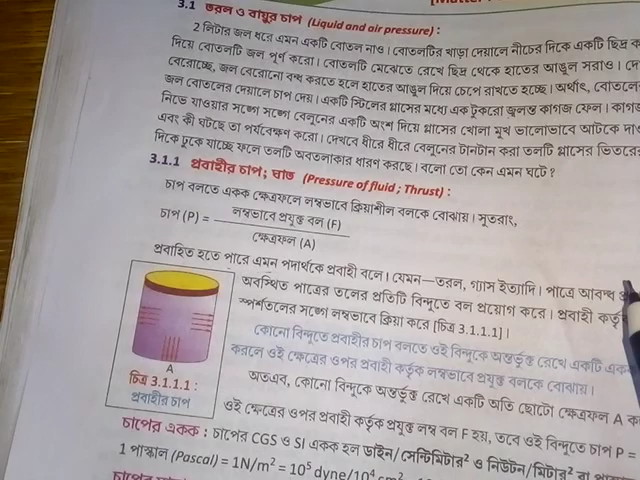 3.1 তরল ও বায়ুর চাপ (Liquid and air pressure) :
2 লিটার জল ধরে এমন একটি বোতল নাও। বোতলটির খাড়া দেয়ালে নীচের দিকে একটি ছিদ্র
দিয়ে বোতলটি জল পূর্ণ করো। বোতলটি মেঝেতে রেখে ছিদ্র থেকে হাতের আঙুল সরাও।
বেরোচ্ছে, জল বেরোনো বন্ধ করতে হলে হাতের আঙুল দিয়ে চেপে রাখতে হচ্ছে। অর্থাৎ,
জল বোতলের দেয়ালে চাপ দেয়। একটি স্টিলের গ্লাসের মধ্যে এক টুকরো জ্বলন্ত কাগজ ফেল।
নিভে যাওয়ার সঙ্গে সঙ্গে বেলুনের একটি অংশ দিয়ে গ্লাসের খোলা মুখ ভালোভাবে আটকে
এবং কী ঘটছে তা পর্যবেক্ষণ করো। দেখবে ধীরে ধীরে বেলুনের টানটান করা তলটি গ্লাসের ভিতরের
দিকে ঢুকে যাচ্ছে ফলে তলটি অবতলাকার ধারণ করছে। বলো তো কেন এমন ঘটে?
3.1.1 প্রবাহীর চাপ; ঘাত (Pressure of fluid ; Thrust) :
চাপ বলতে একক ক্ষেত্রফলে লম্বভাবে ক্রিয়াশীল বলকে বোঝায়। সুতরাং,
চাপ (P) = লম্বভাবে প্রযুক্ত বল (F)
ক্ষেত্রফল (A)
প্রবাহিত হতে পারে এমন পদার্থকে প্রবাহী বলে। যেমন—তরল, গ্যাস ইত্যাদি। পাত্রে আবদ্ধ
অবস্থিত পাত্রের তলের প্রতিটি বিন্দুতে বল প্রয়োগ করে। প্রবাহী
স্পর্শতলের সঙ্গে লম্বভাবে ক্রিয়া করে [চিত্র 3.1.1.1]।
কোনো বিন্দুতে প্রবাহীর চাপ বলতে ওই বিন্দুকে অন্তর্ভুক্ত রেখে একটি
করলে ওই ক্ষেত্রের ওপর প্রবাহী কর্তৃক লম্বভাবে প্রযুক্ত বলকে বোঝায়।
অতএব, কোনো বিন্দুকে অন্তর্ভুক্ত রেখে একটি অতি ছোটো ক্ষেত্রফল A
ওই ক্ষেত্রের ওপর প্রবাহী কর্তৃক প্রযুক্ত লম্ব বল F হয়, তবে ওই বিন্দুতে চাপ P =
A
চিত্র 3.1.1.1 :
প্রবাহীর চাপ
চাপের একক : চাপের CGS ও SI একক হল ডাইন/সেন্টিমিটার² ও নিউটন/মিটার² বা
1 পাস্কাল (Pascal) = 1N/m² = 10⁵ dyne/10⁴